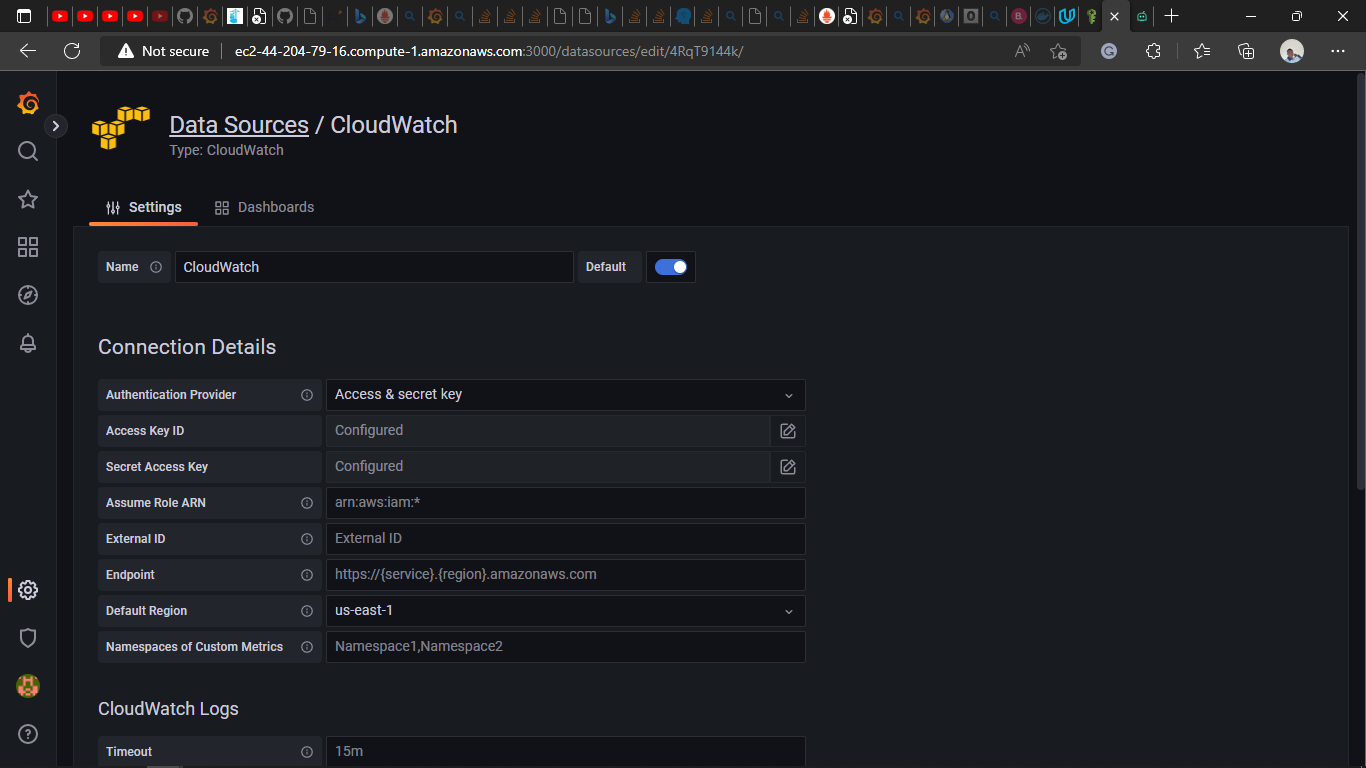 Not secure ec2-44-204-79-16.compute-1.amazonaws.com:3000/datasources/edit/4RqT9144k/
Data Sources / CloudWatch
Type: CloudWatch
Settings Dashboards
Name CloudWatch Default
Connection Details
Authentication Provider Access & secret key
Access Key ID Configured
Secret Access Key Configured
Assume Role ARN arn:aws:iam:*
External ID External ID
Endpoint https://{service}.{region}.amazonaws.com
Default Region us-east-1
Namespaces of Custom Metrics Namespace1,Namespace2
CloudWatch Logs
Timeout 15m